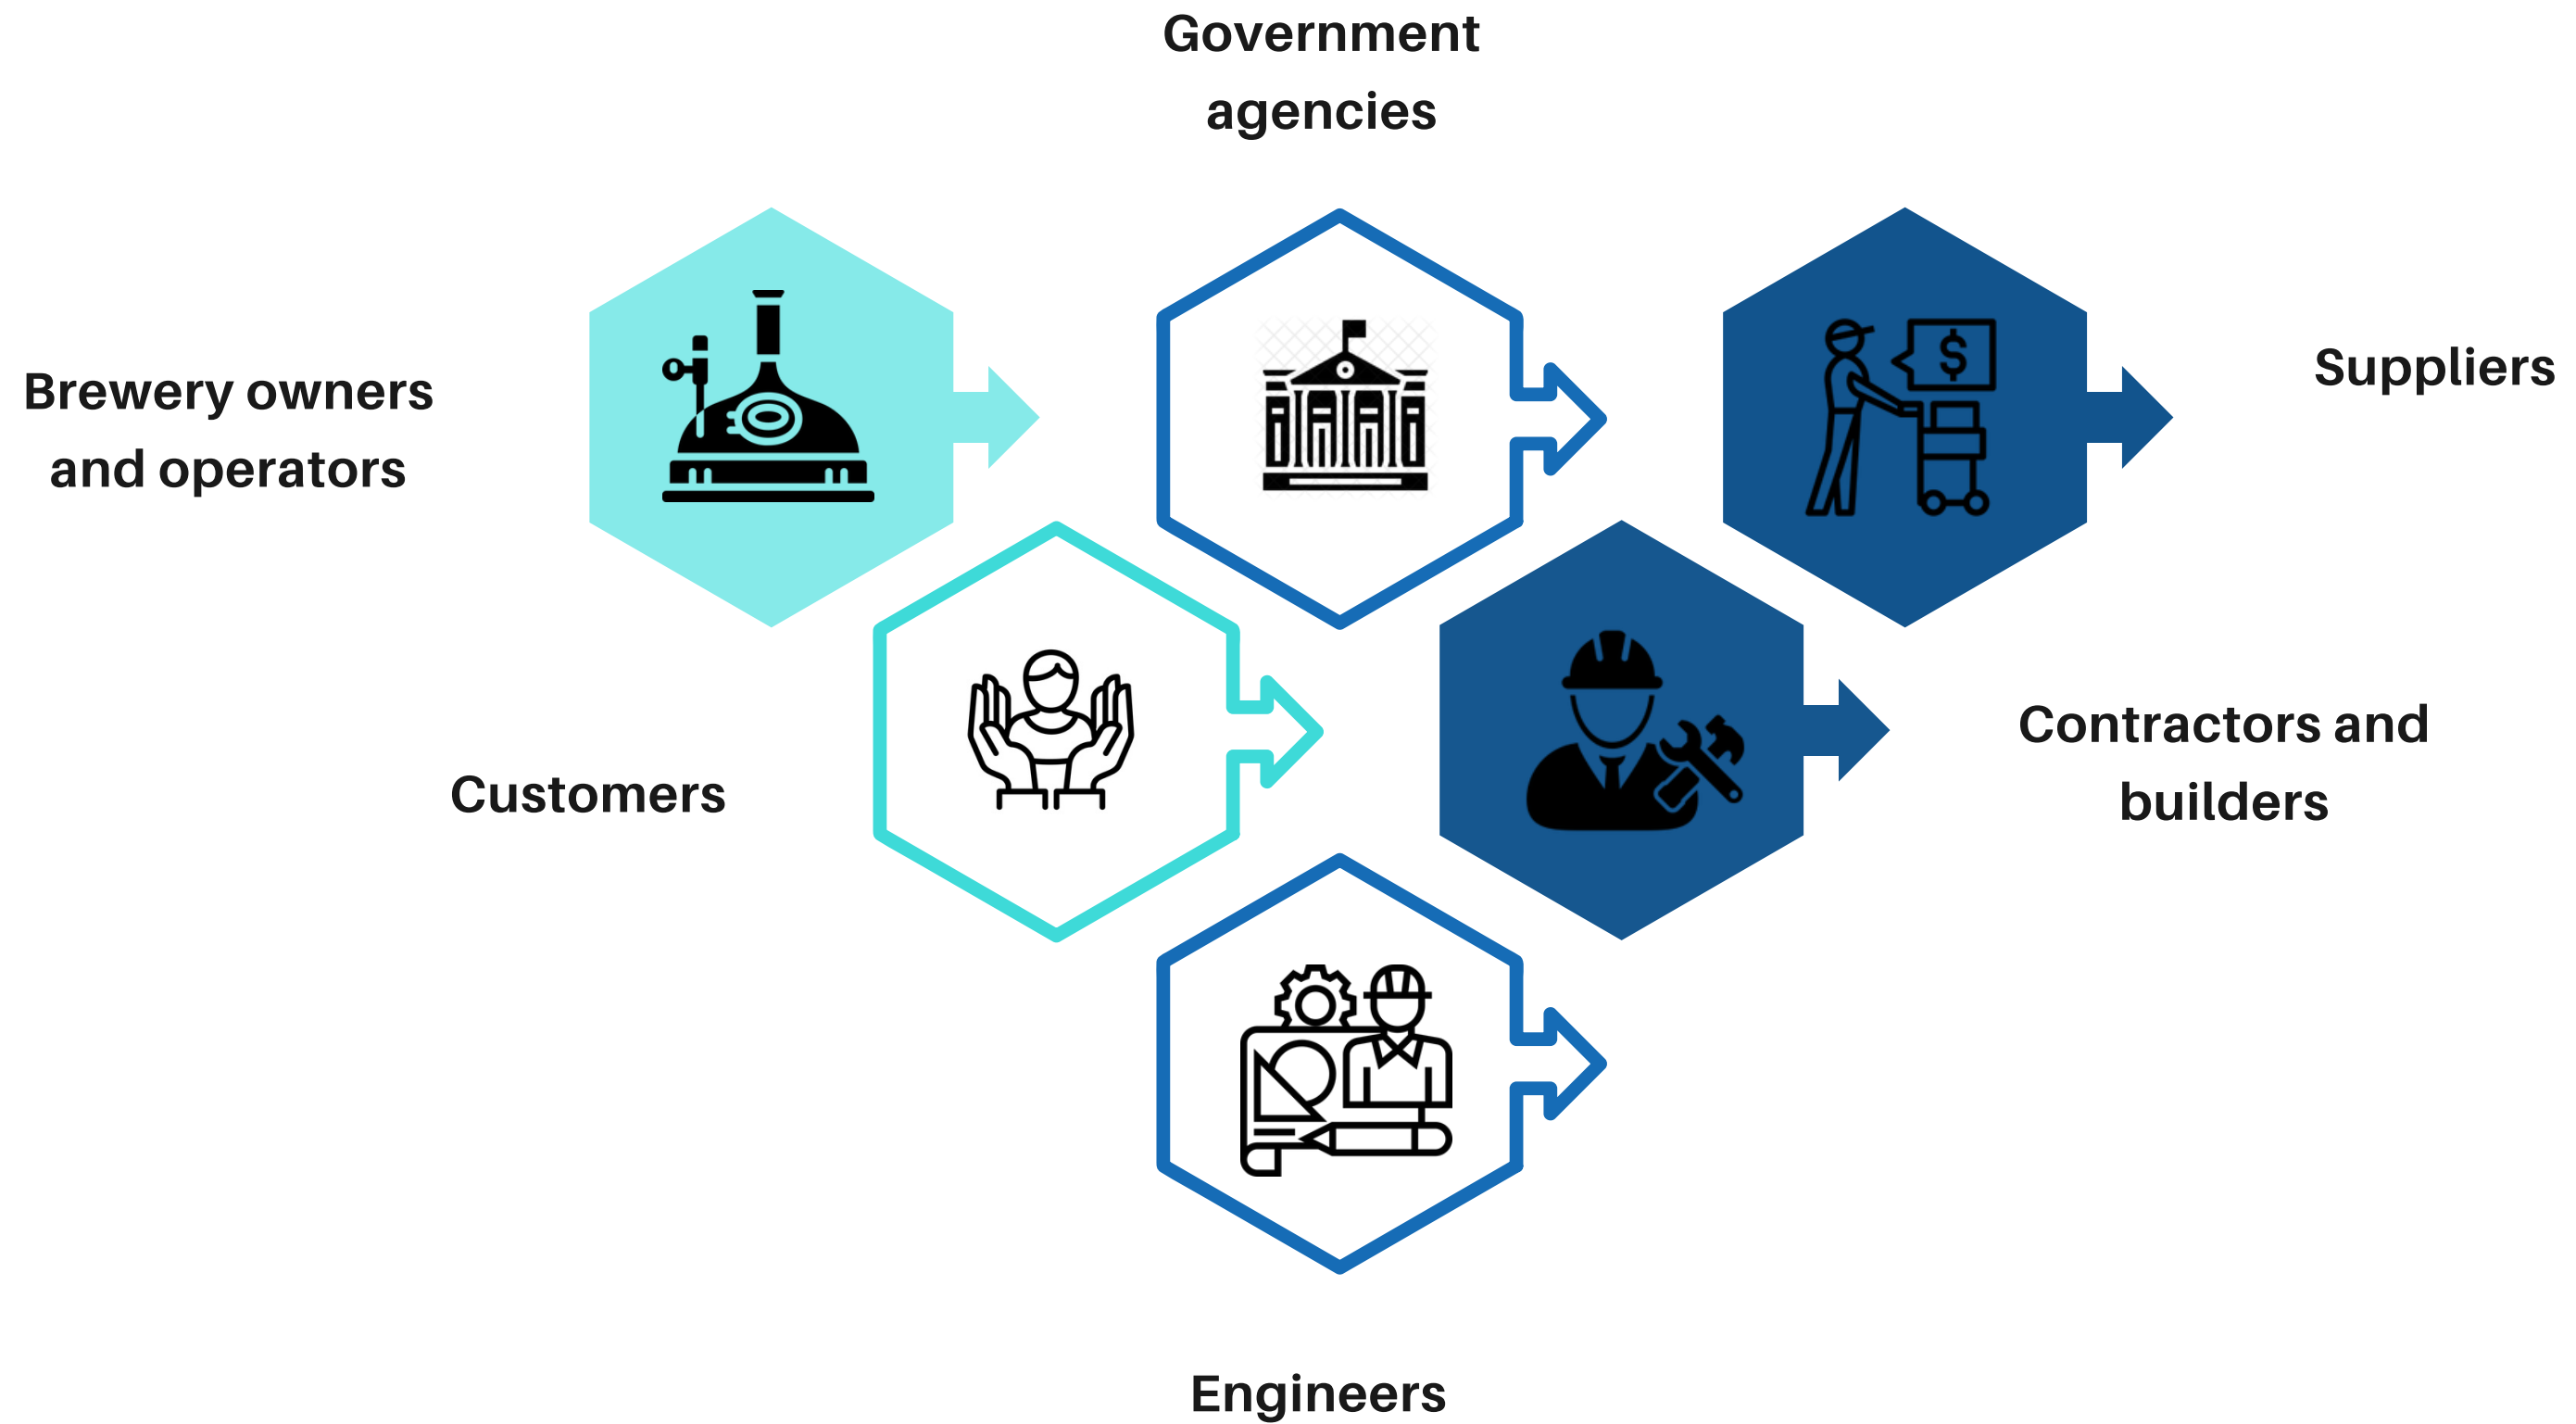 Government
agencies
Brewery owners
and operators
Suppliers
$
Customers
Contractors and
builders
Engineers